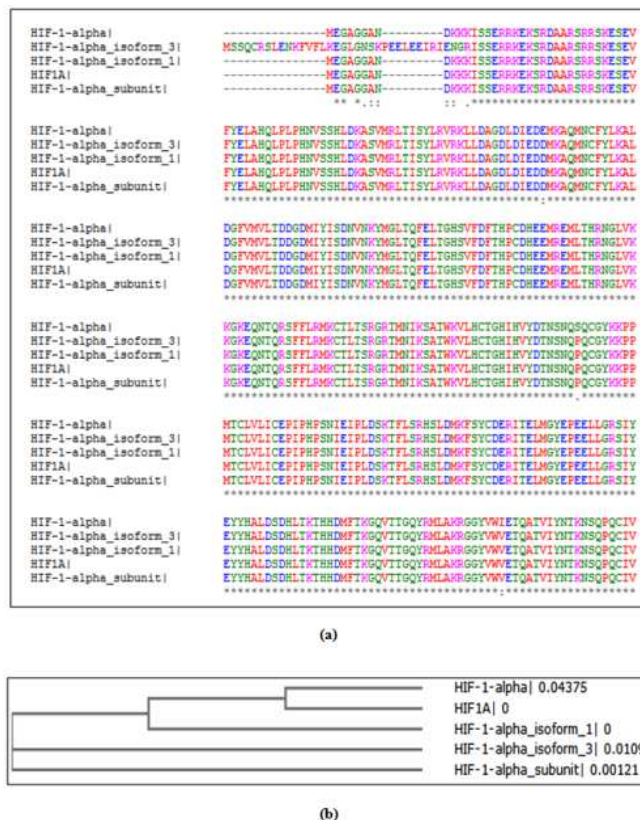 HIF-1-alpha| ---------------MEGAGGAN---------DKKKISSERRKEKSRDAARSRRSKESEV
HIF-1-alpha_isoform_3| MSSQCRSLENKFVFLKEGLGNSKPEELEEIRIENGRISSERRKEKSRDAARSRRSKESEV
HIF-1-alpha_isoform_1| ---------------MEGAGGAN---------DKKKISSERRKEKSRDAARSRRSKESEV
HIF1A| ---------------MEGAGGAN---------DKKKISSERRKEKSRDAARSRRSKESEV
HIF-1-alpha_subunit| ---------------MEGAGGAN---------DKKKISSERRKEKSRDAARSRRSKESEV
** *.:: :: .************************
HIF-1-alpha| FYELAHQLPLPHNVSSHLDKASVMRLTISYLRVRKLLDAGDLDIEDEMKAQMNCFYLKAL
HIF-1-alpha_isoform_3| FYELAHQLPLPHNVSSHLDKASVMRLTISYLRVRKLLDAGDLDIEDDMKAQMNCFYLKAL
HIF-1-alpha_isoform_1| FYELAHQLPLPHNVSSHLDKASVMRLTISYLRVRKLLDAGDLDIEDDMKAQMNCFYLKAL
HIF1A| FYELAHQLPLPHNVSSHLDKASVMRLTISYLRVRKLLDAGDLDIEDDMKAQMNCFYLKAL
HIF-1-alpha_subunit| FYELAHQLPLPHNVSSHLDKASVMRLTISYLRVRKLLDAGDLDIEDDMKAQMNCFYLKAL
**********************************************:*************
HIF-1-alpha| DGFVMVLTDDGDMIYISDNVNKYMGLTQFELTGHSVFDFTHPCDHEEMREMLTHRNGLVK
HIF-1-alpha_isoform_3| DGFVMVLTDDGDMIYISDNVNKYMGLTQFELTGHSVFDFTHPCDHEEMREMLTHRNGLVK
HIF-1-alpha_isoform_1| DGFVMVLTDDGDMIYISDNVNKYMGLTQFELTGHSVFDFTHPCDHEEMREMLTHRNGLVK
HIF1A| DGFVMVLTDDGDMIYISDNVNKYMGLTQFELTGHSVFDFTHPCDHEEMREMLTHRNGLVK
HIF-1-alpha_subunit| DGFVMVLTDDGDMIYISDNVNKYMGLTQFELTGHSVFDFTHPCDHEEMREMLTHRNGLVK
************************************************************
HIF-1-alpha| KGKEQNTQRSFFLRMKCTLTSRGRTMNIKSATWKVLHCTGHIHVYDTNSNQSQCGYKKPP
HIF-1-alpha_isoform_3| KGKEQNTQRSFFLRMKCTLTSRGRTMNIKSATWKVLHCTGHIHVYDTNSNQPQCGYKKPP
HIF-1-alpha_isoform_1| KGKEQNTQRSFFLRMKCTLTSRGRTMNIKSATWKVLHCTGHIHVYDTNSNQPQCGYKKPP
HIF1A| KGKEQNTQRSFFLRMKCTLTSRGRTMNIKSATWKVLHCTGHIHVYDTNSNQPQCGYKKPP
HIF-1-alpha_subunit| KGKEQNTQRSFFLRMKCTLTSRGRTMNIKSATWKVLHCTGHIHVYDTNSNQPQCGYKKPP
***************************************************.********
HIF-1-alpha| MTCLVLICEPIPHPSNIEIPLDSKTFLSRHSLDMKFSYCDERITELMGYEPEELLGRSIY
HIF-1-alpha_isoform_3| MTCLVLICEPIPHPSNIEIPLDSKTFLSRHSLDMKFSYCDERITELMGYEPEELLGRSIY
HIF-1-alpha_isoform_1| MTCLVLICEPIPHPSNIEIPLDSKTFLSRHSLDMKFSYCDERITELMGYEPEELLGRSIY
HIF1A| MTCLVLICEPIPHPSNIEIPLDSKTFLSRHSLDMKFSYCDERITELMGYEPEELLGRSIY
HIF-1-alpha_subunit| MTCLVLICEPIPHPSNIEIPLDSKTFLSRHSLDMKFSYCDERITELMGYEPEELLGRSIY
************************************************************
HIF-1-alpha| EYYHALDSDHLTKTHHDMFTKGQVTTGQYRMLAKRGGYVWIETQATVIYNTKNSQPQCIV
HIF-1-alpha_isoform_3| EYYHALDSDHLTKTHHDMFTKGQVTTGQYRMLAKRGGYVWVETQATVIYNTKNSQPQCIV
HIF-1-alpha_isoform_1| EYYHALDSDHLTKTHHDMFTKGQVTTGQYRMLAKRGGYVWVETQATVIYNTKNSQPQCIV
HIF1A| EYYHALDSDHLTKTHHDMFTKGQVTTGQYRMLAKRGGYVWVETQATVIYNTKNSQPQCIV
HIF-1-alpha_subunit| EYYHALDSDHLTKTHHDMFTKGQVTTGQYRMLAKRGGYVWVETQATVIYNTKNSQPQCIV
****************************************:*******************
(a)
HIF-1-alpha| 0.04375
HIF1A| 0
HIF-1-alpha_isoform_1| 0
HIF-1-alpha_isoform_3| 0.0109
HIF-1-alpha_subunit| 0.00121
(b)